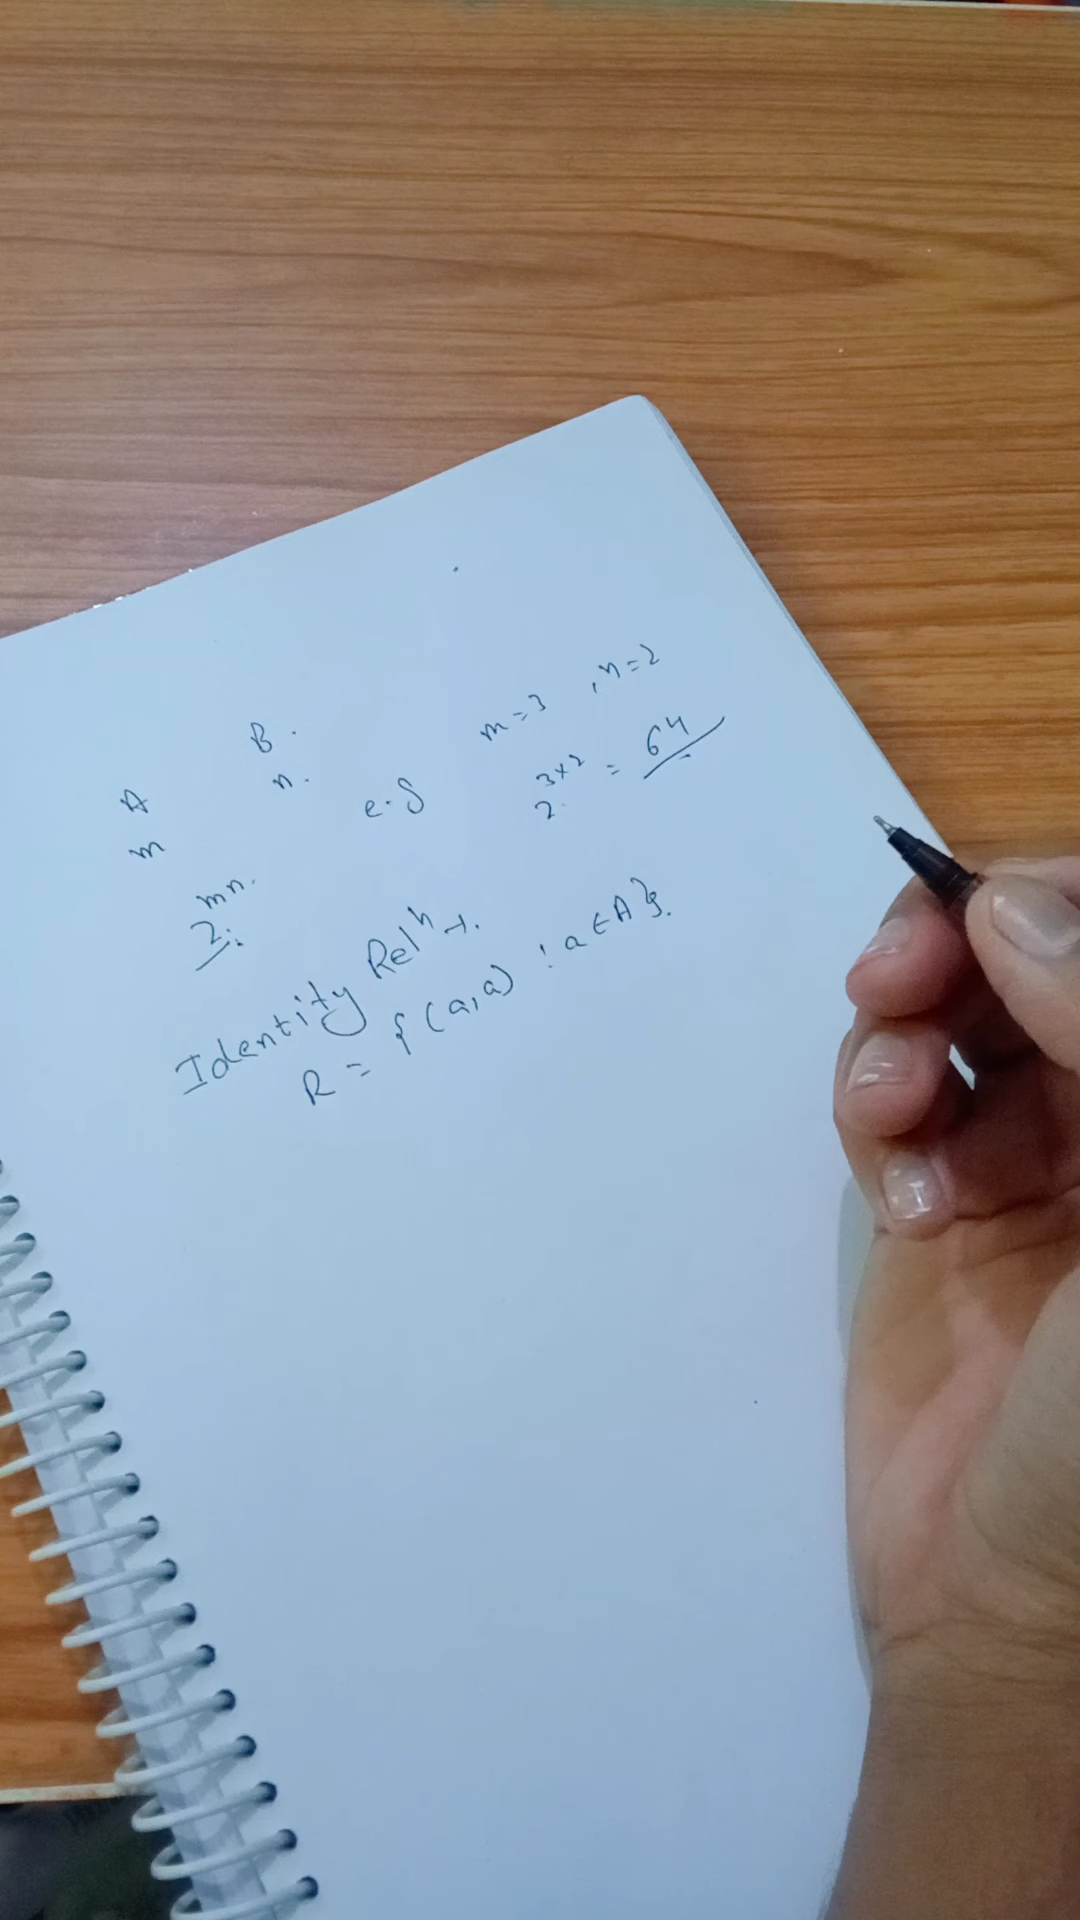 A B.
m n.
2^mn.
e.g m=3 , n=2
2^3×2 = 64
Identity Relⁿ →.
R = {(a,a) : a ∈ A}.